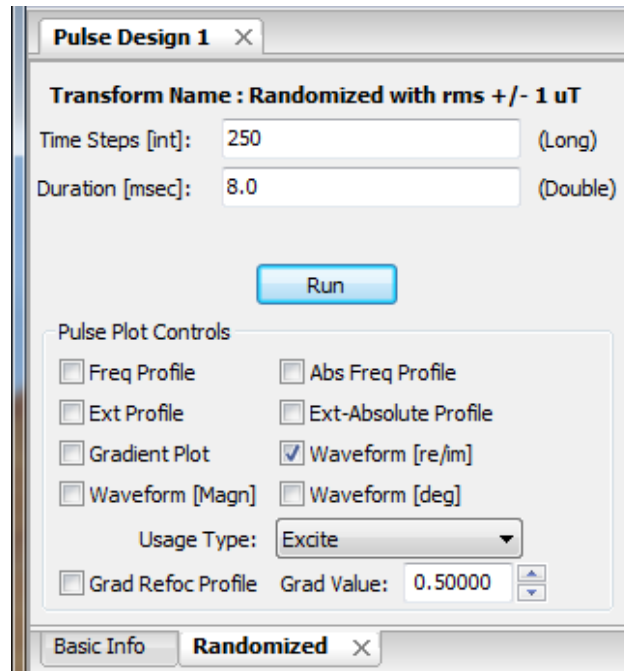 Pulse Design 1
Transform Name : Randomized with rms +/- 1 uT
Time Steps [int]: 250 (Long)
Duration [msec]: 8.0 (Double)
Run
Pulse Plot Controls
Freq Profile Abs Freq Profile
Ext Profile Ext-Absolute Profile
Gradient Plot Waveform [re/im]
Waveform [Magn] Waveform [deg]
Usage Type: Excite
Grad Refoc Profile Grad Value: 0.50000
Basic Info Randomized